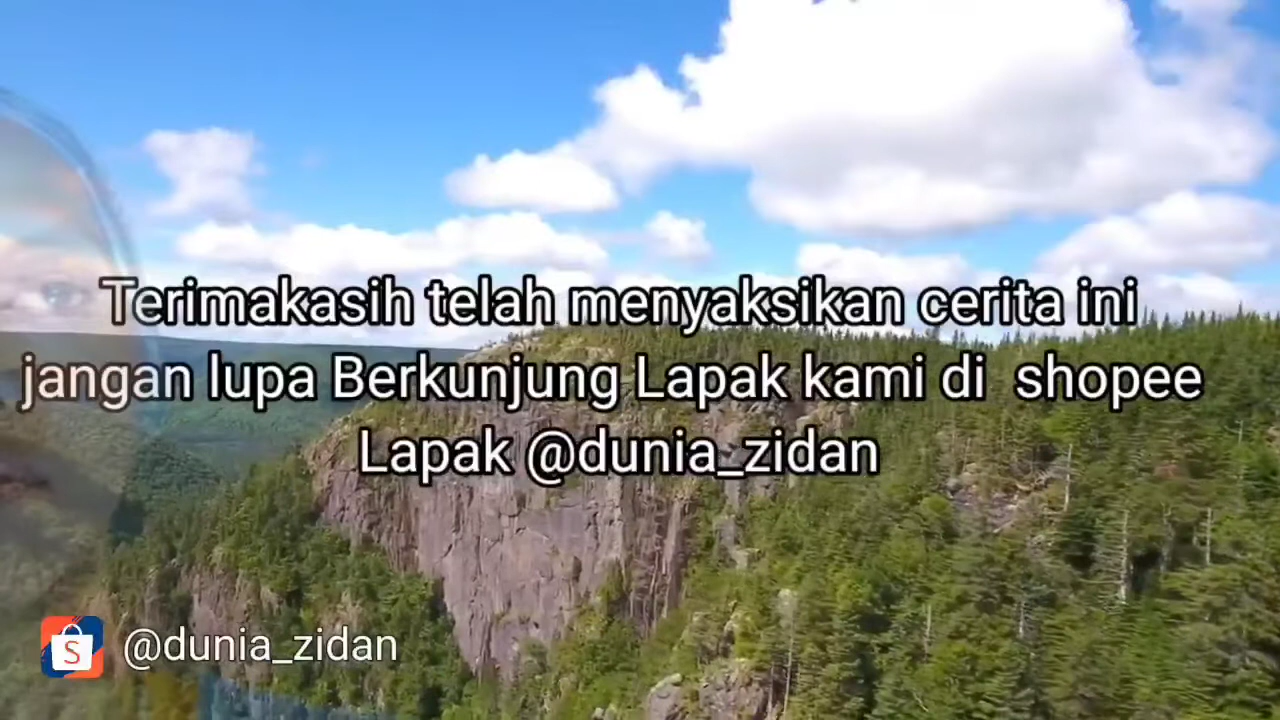 Terimakasih telah menyaksikan cerita ini
jangan lupa Berkunjung Lapak kami di shopee
Lapak @dunia_zidan
S
@dunia_zidan